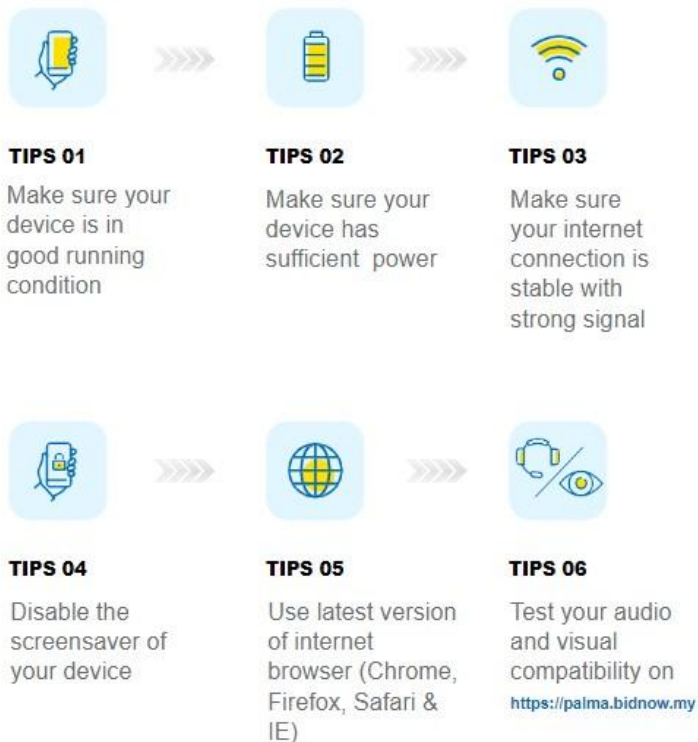 TIPS 01
Make sure your
device is in
good running
condition
TIPS 02
Make sure your
device has
sufficient power
TIPS 03
Make sure
your internet
connection is
stable with
strong signal
TIPS 04
Disable the
screensaver of
your device
TIPS 05
Use latest version
of internet
browser (Chrome,
Firefox, Safari &
IE)
TIPS 06
Test your audio
and visual
compatibility on
https://palma.bidnow.my